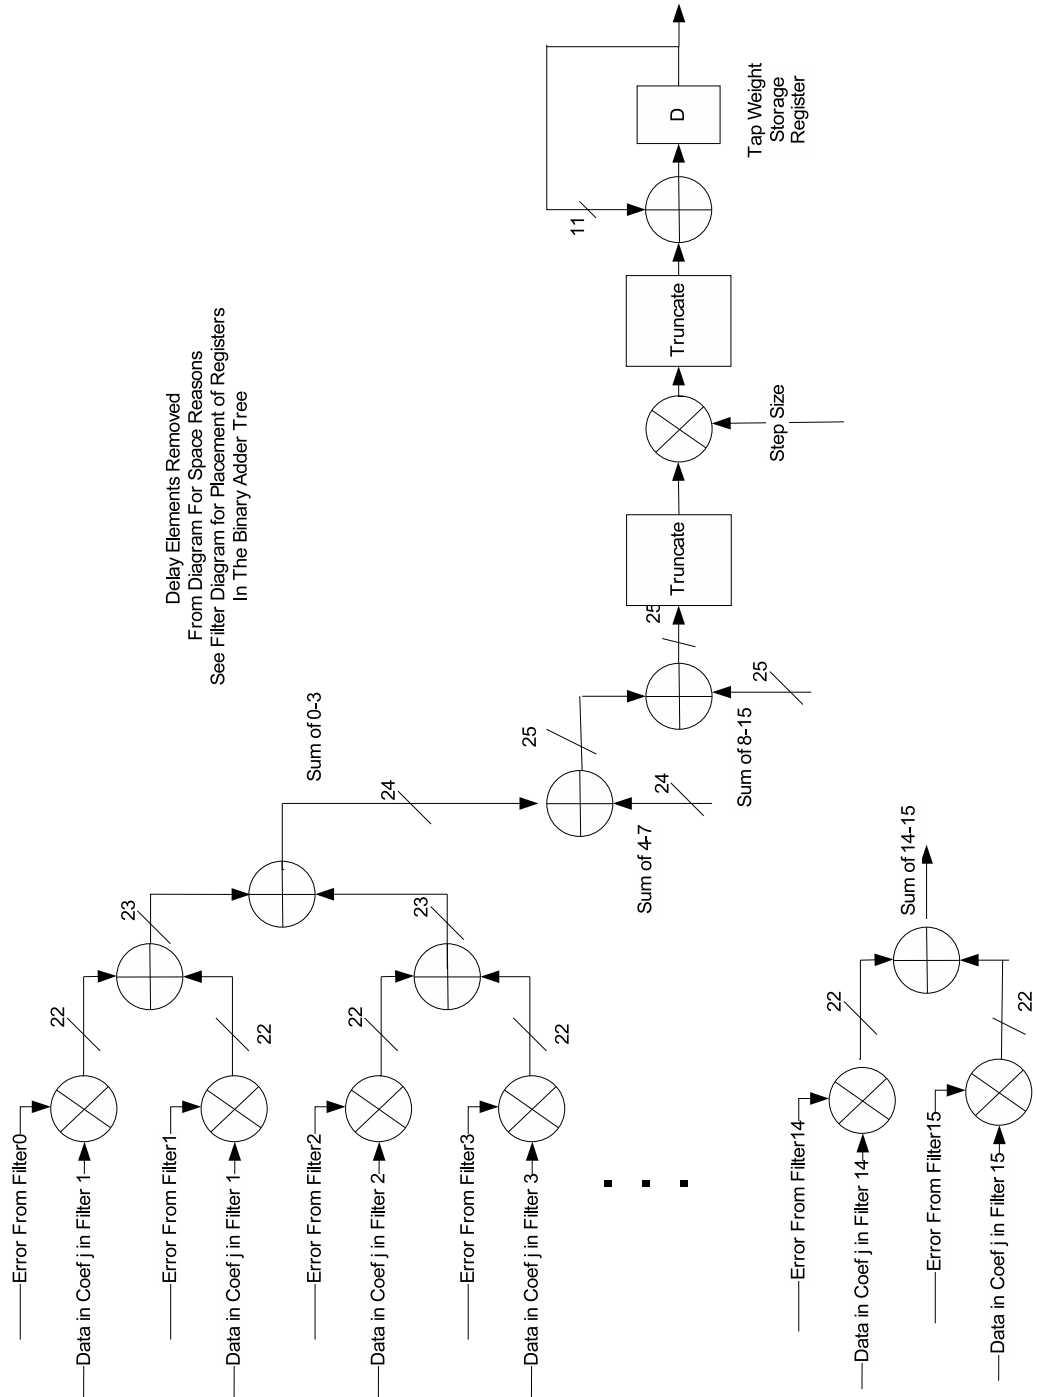 Error From Filter0
Data in Coef j in Filter 1
22
Error From Filter1
Data in Coef j in Filter 1
22
23
Error From Filter2
Data in Coef j in Filter 2
22
Error From Filter3
Data in Coef j in Filter 3
22
23
Sum of 0-3
24
Sum of 4-7
24
25
Sum of 8-15
25
25
Truncate
Step Size
Truncate
11
D
Tap Weight
Storage
Register
Delay Elements Removed
From Diagram For Space Reasons
See Filter Diagram for Placement of Registers
In The Binary Adder Tree
. . .
Error From Filter14
Data in Coef j in Filter 14
22
Error From Filter15
Data in Coef j in Filter 15
22
Sum of 14-15